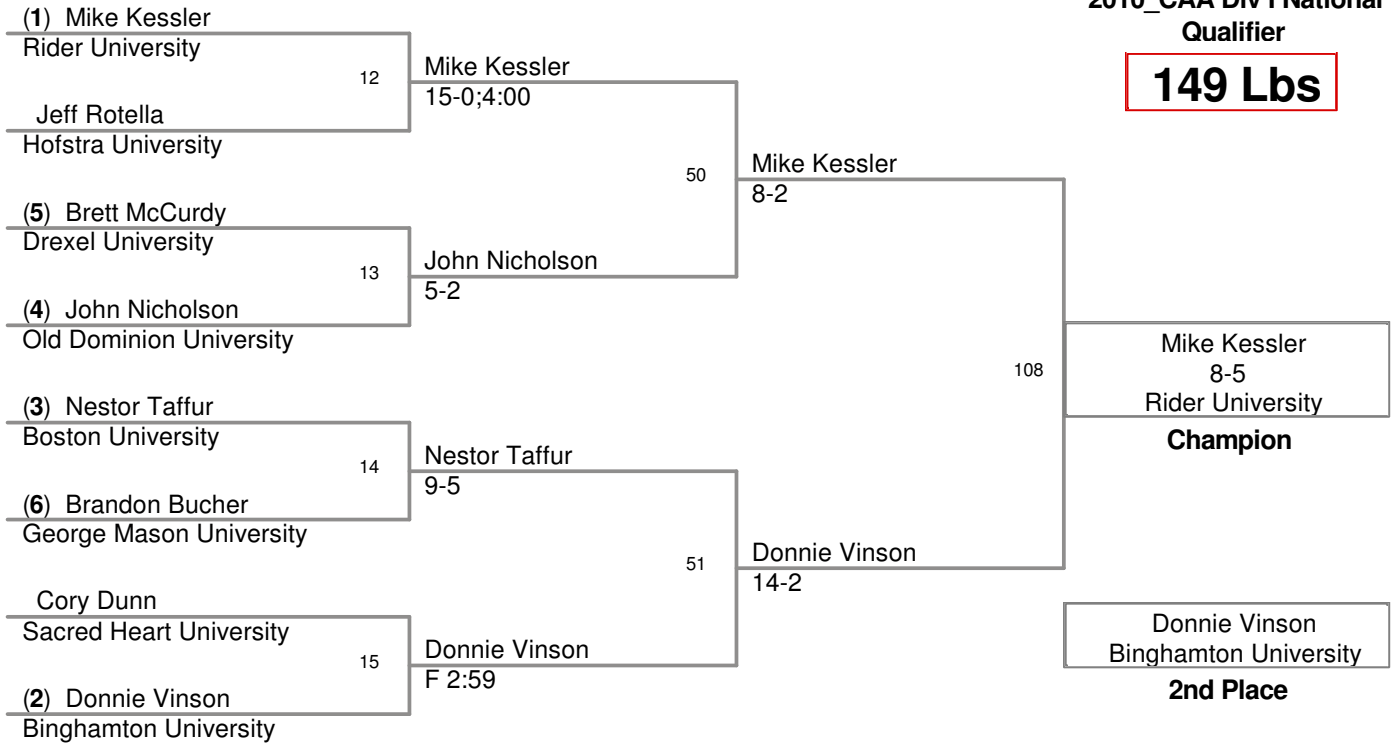 2010_CAA Div I National
Qualifier
149 Lbs
(1) Mike Kessler
Rider University
12
Jeff Rotella
Hofstra University
Mike Kessler
15-0;4:00
(5) Brett McCurdy
Drexel University
13
(4) John Nicholson
Old Dominion University
John Nicholson
5-2
50
Mike Kessler
8-2
(3) Nestor Taffur
Boston University
14
(6) Brandon Bucher
George Mason University
Nestor Taffur
9-5
Cory Dunn
Sacred Heart University
15
(2) Donnie Vinson
Binghamton University
Donnie Vinson
F 2:59
51
Donnie Vinson
14-2
108
Mike Kessler
8-5
Rider University
Champion
Donnie Vinson
Binghamton University
2nd Place